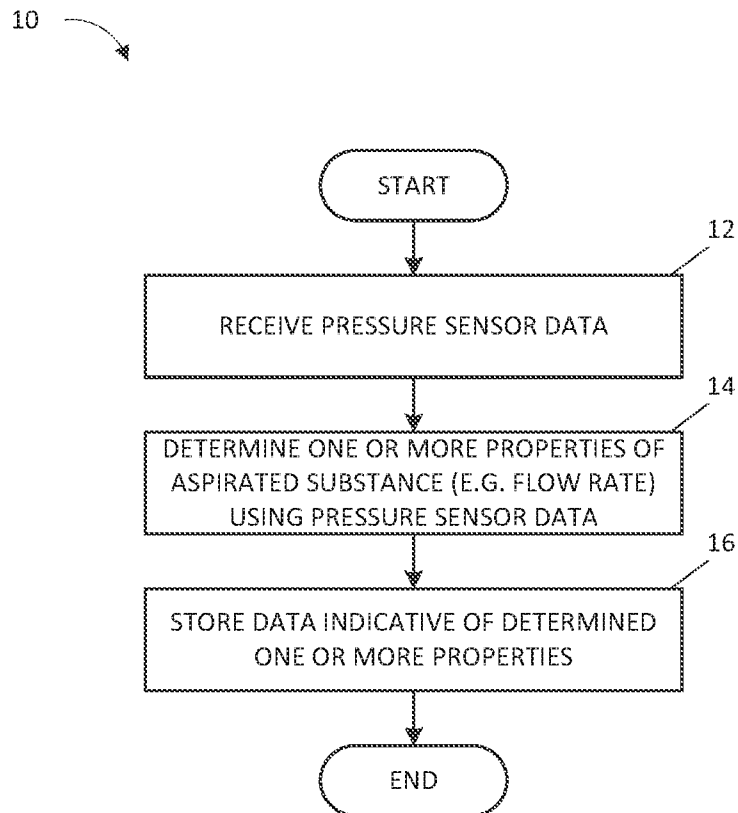 10
START
12
RECEIVE PRESSURE SENSOR DATA
14
DETERMINE ONE OR MORE PROPERTIES OF
ASPIRATED SUBSTANCE (E.G. FLOW RATE)
USING PRESSURE SENSOR DATA
16
STORE DATA INDICATIVE OF DETERMINED
ONE OR MORE PROPERTIES
END